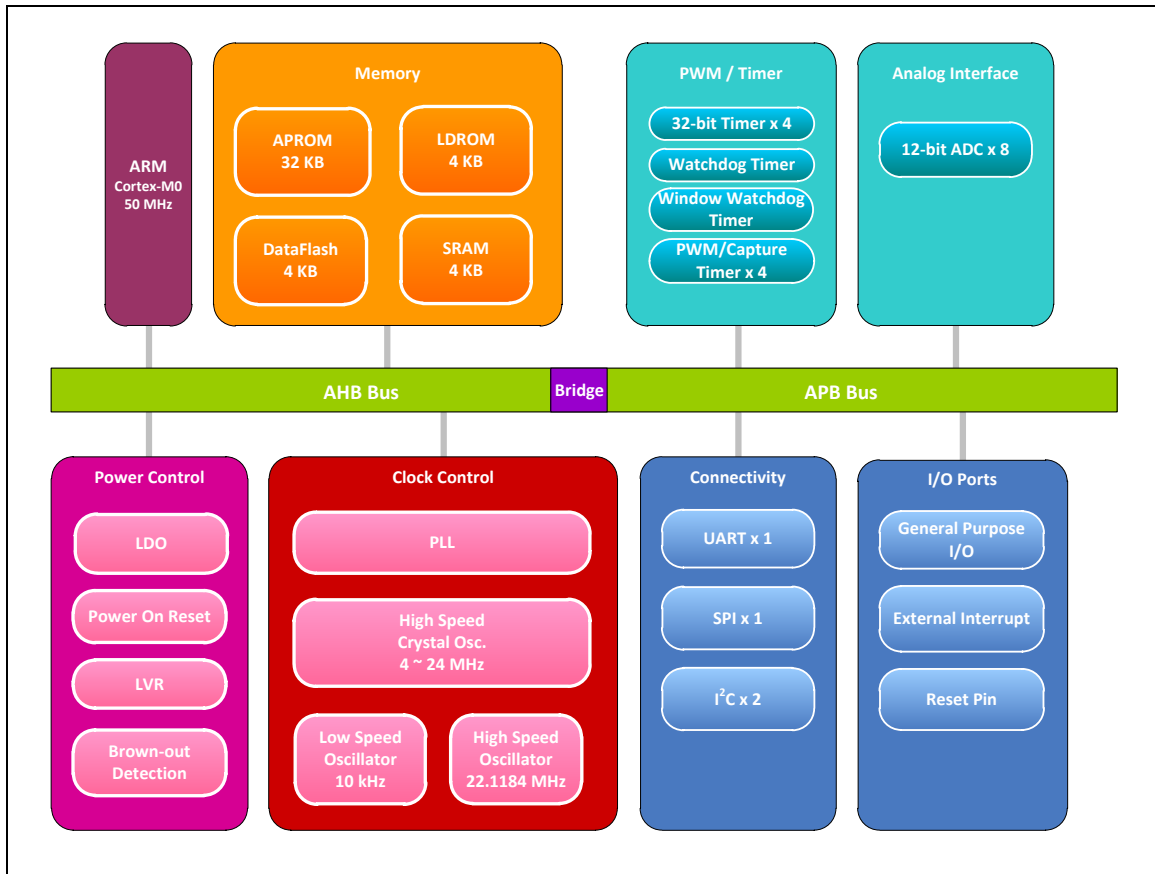 ARM
Cortex-M0
50 MHz
Memory
APROM
32 KB
LDROM
4 KB
DataFlash
4 KB
SRAM
4 KB
PWM / Timer
32-bit Timer x 4
Watchdog Timer
Window Watchdog
Timer
PWM/Capture
Timer x 4
Analog Interface
12-bit ADC x 8
AHB Bus
Bridge
APB Bus
Power Control
LDO
Power On Reset
LVR
Brown-out
Detection
Clock Control
PLL
High Speed
Crystal Osc.
4 ~ 24 MHz
Low Speed
Oscillator
10 kHz
High Speed
Oscillator
22.1184 MHz
Connectivity
UART x 1
SPI x 1
I²C x 2
I/O Ports
General Purpose
I/O
External Interrupt
Reset Pin